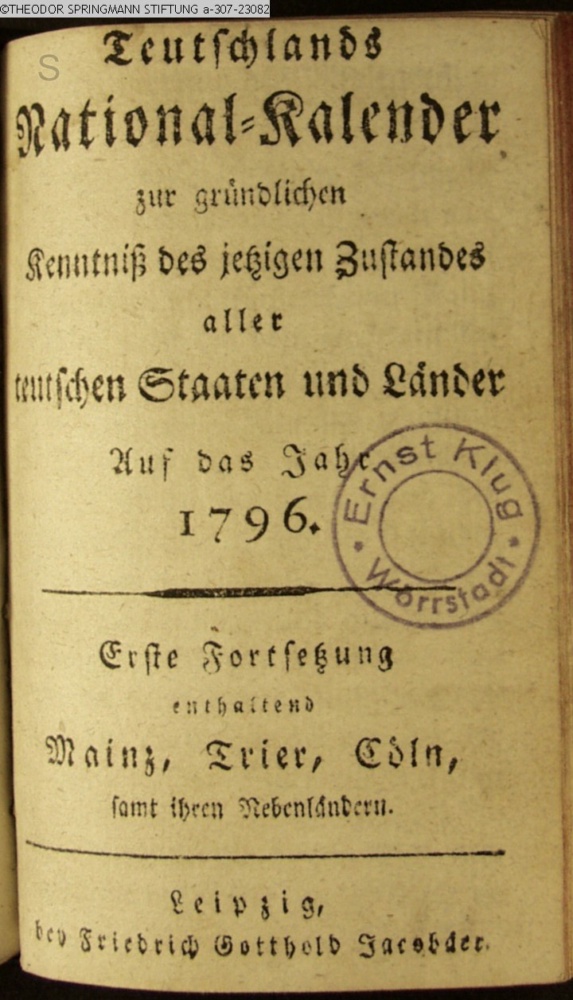 ©THEODOR SPRINGMANN STIFTUNG a-307-23082
S
Teutschlands
National-Kalender
zur gründlichen
Kenntniß des jetzigen Zustandes
aller
teutschen Staaten und Länder
Auf das Jahr
1796.
Ernst Klug
Wörrstadt
Erste Fortsetzung
enthaltend
Mainz, Trier, Cöln,
samt ihren Nebenländern.
Leipzig,
bey Friedrich Gotthold Jacobäer.